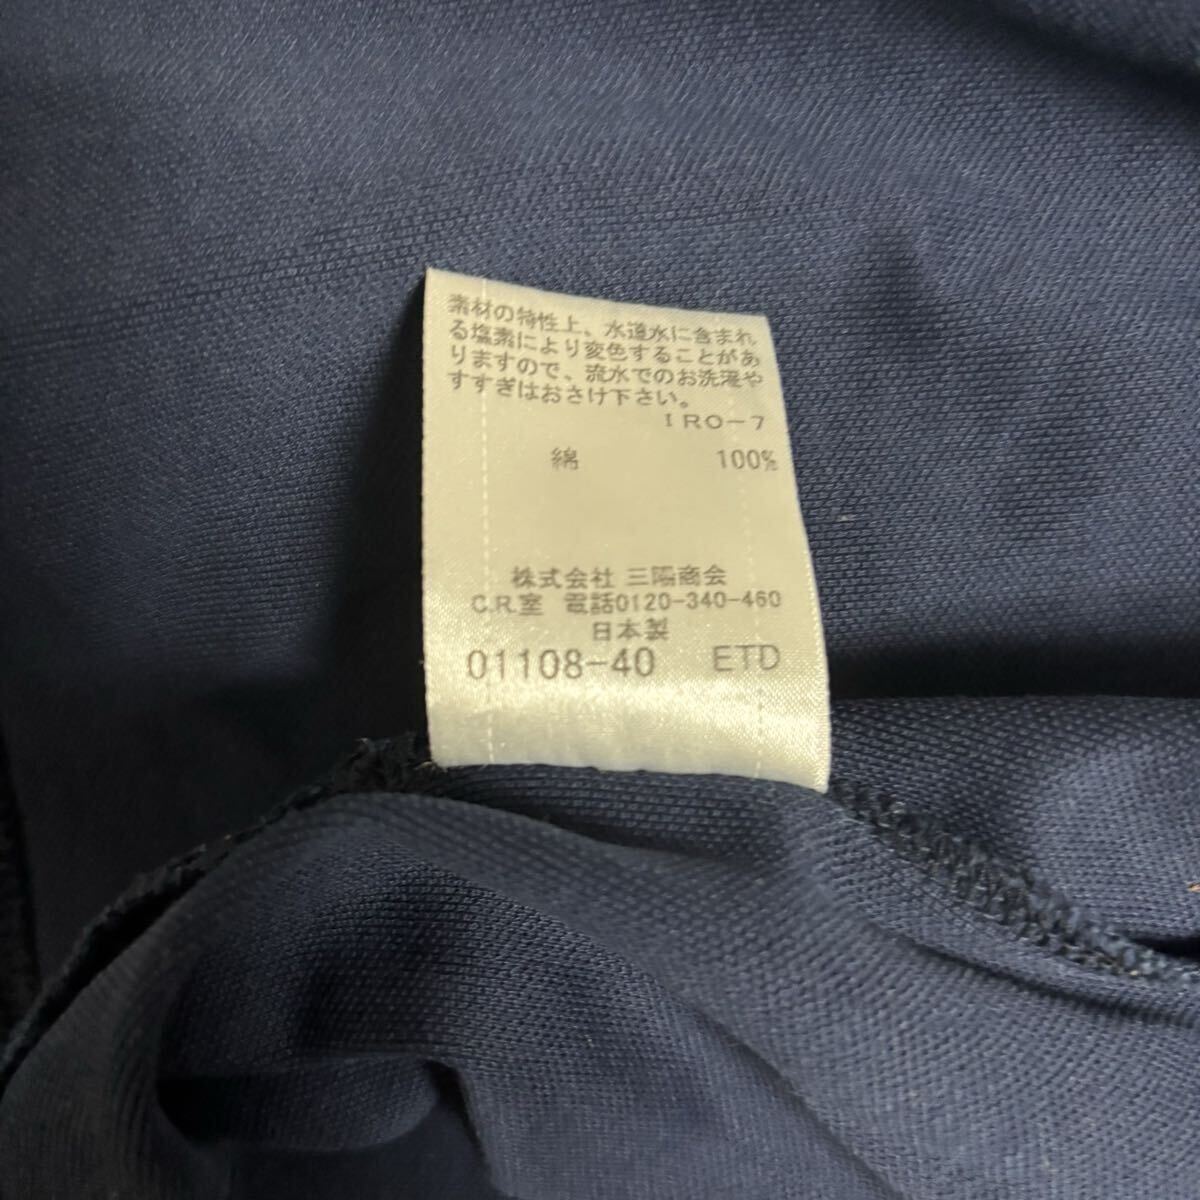 素材の特性上、水道水に含まれ
る塩素により変色することがあ
りますので、流水でのお洗濯や
すすぎはおさけ下さい。
IRO-7
綿 100%
株式会社 三陽商会
C.R.室 電話0120-340-460
日本製
01108-40 ETD